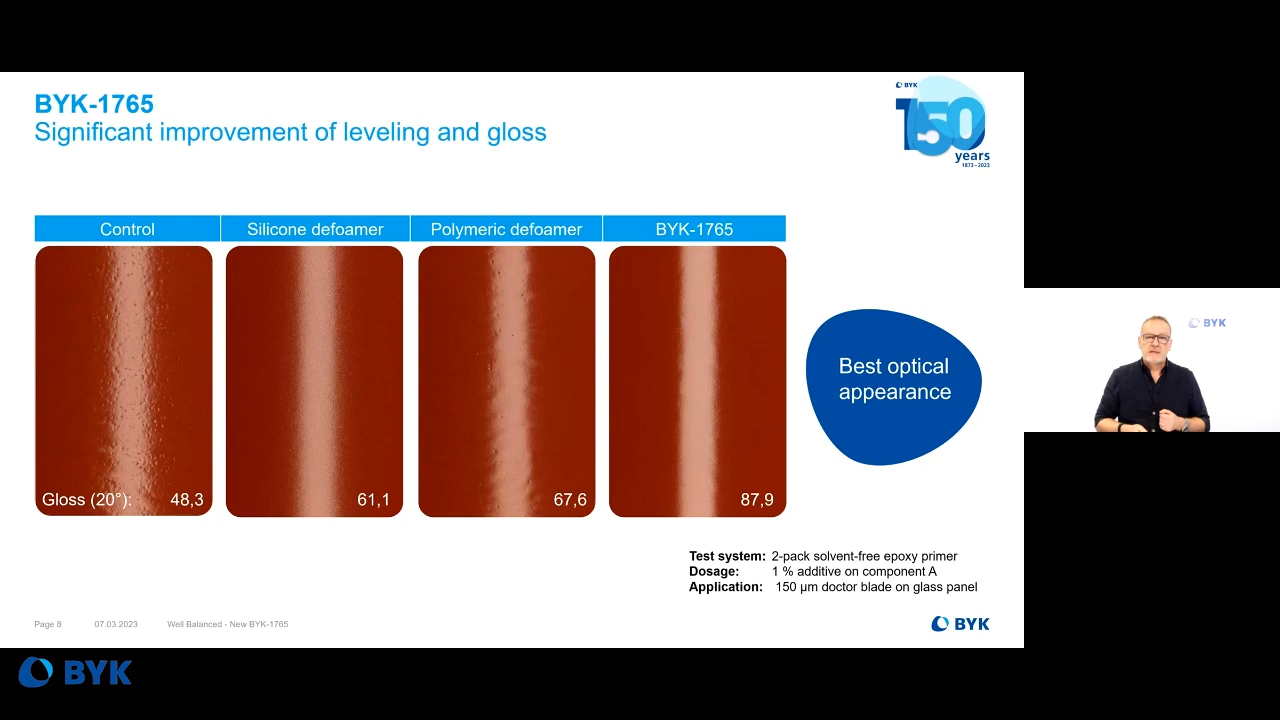 BYK-1765
Significant improvement of leveling and gloss
BYK
150
years
1873–2023
Control Silicone defoamer Polymeric defoamer BYK-1765
Gloss (20°): 48,3 61,1 67,6 87,9
Best optical
appearance
BYK
Test system: 2-pack solvent-free epoxy primer
Dosage: 1 % additive on component A
Application: 150 µm doctor blade on glass panel
Page 8 07.03.2023 Well Balanced - New BYK-1765
BYK
BYK